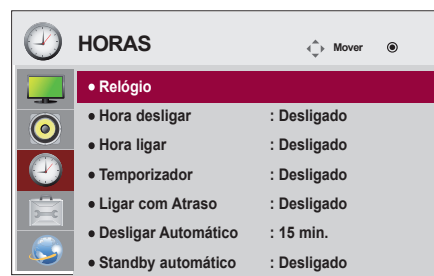 HORAS
Mover
● Relógio
● Hora desligar : Desligado
● Hora ligar : Desligado
● Temporizador : Desligado
● Ligar com Atraso : Desligado
● Desligar Automático : 15 min.
● Standby automático : Desligado